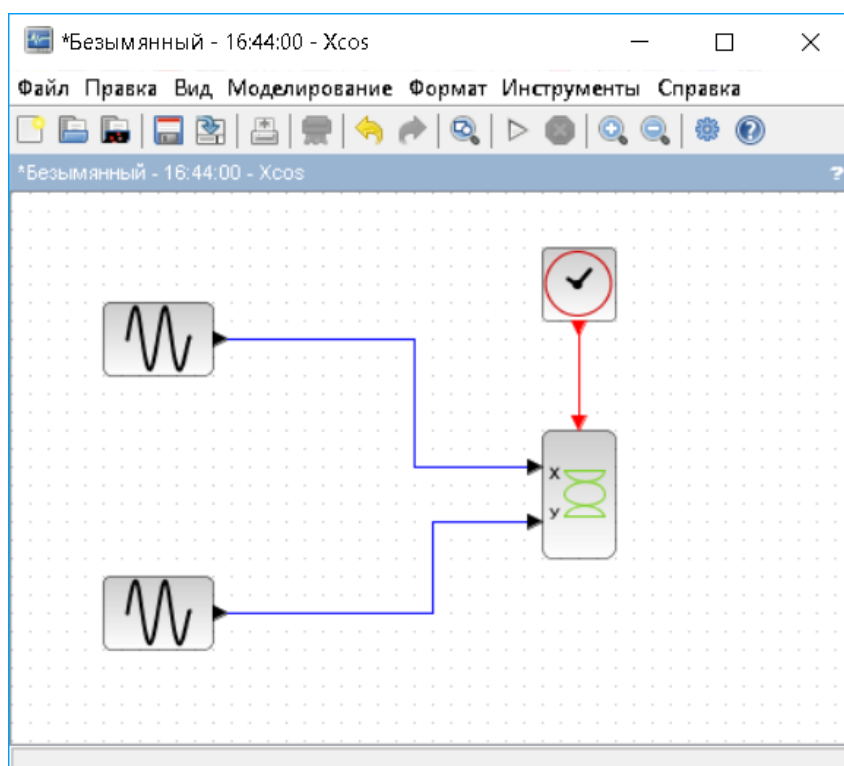 *Безымянный - 16:44:00 - Xcos
Файл Правка Вид Моделирование Формат Инструменты Справка
*Безымянный - 16:44:00 - Xcos ?
X
У